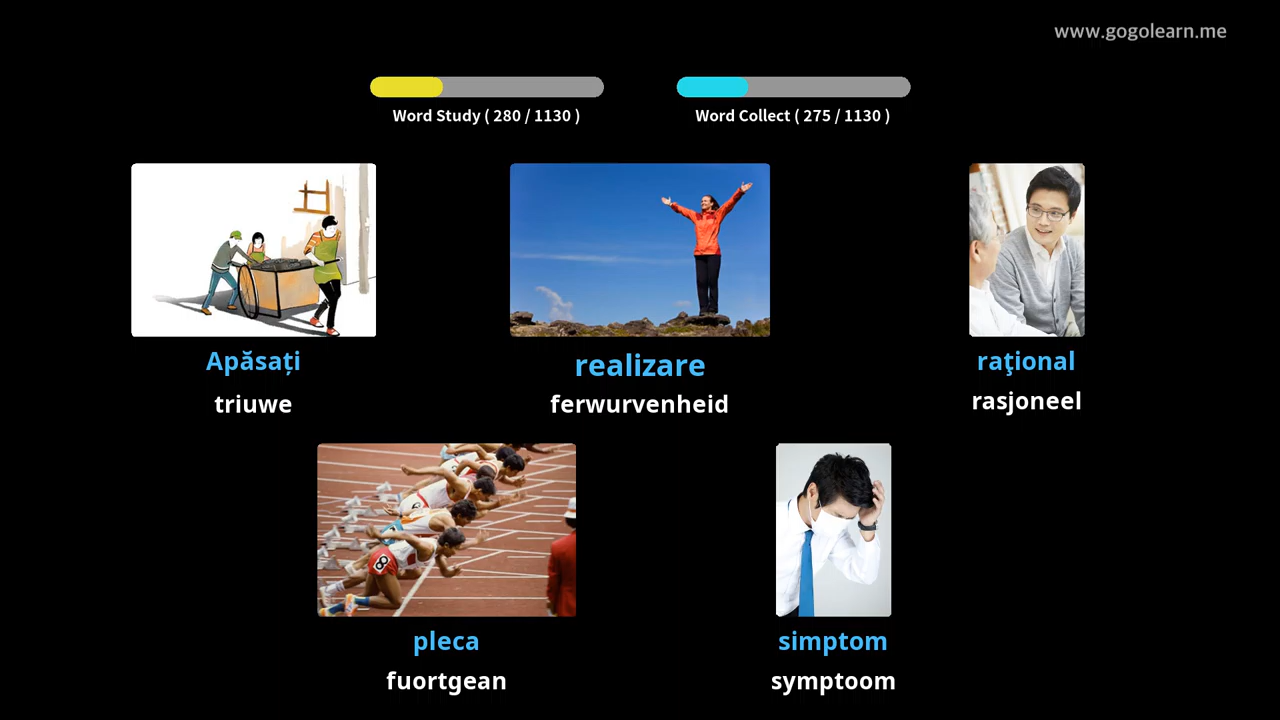 www.gogolearn.me
Word Study ( 280 / 1130 )
Word Collect ( 275 / 1130 )
Apăsați
triuwe
realizare
ferwurvenheid
raţional
rasjoneel
pleca
fuortgean
simptom
symptoom